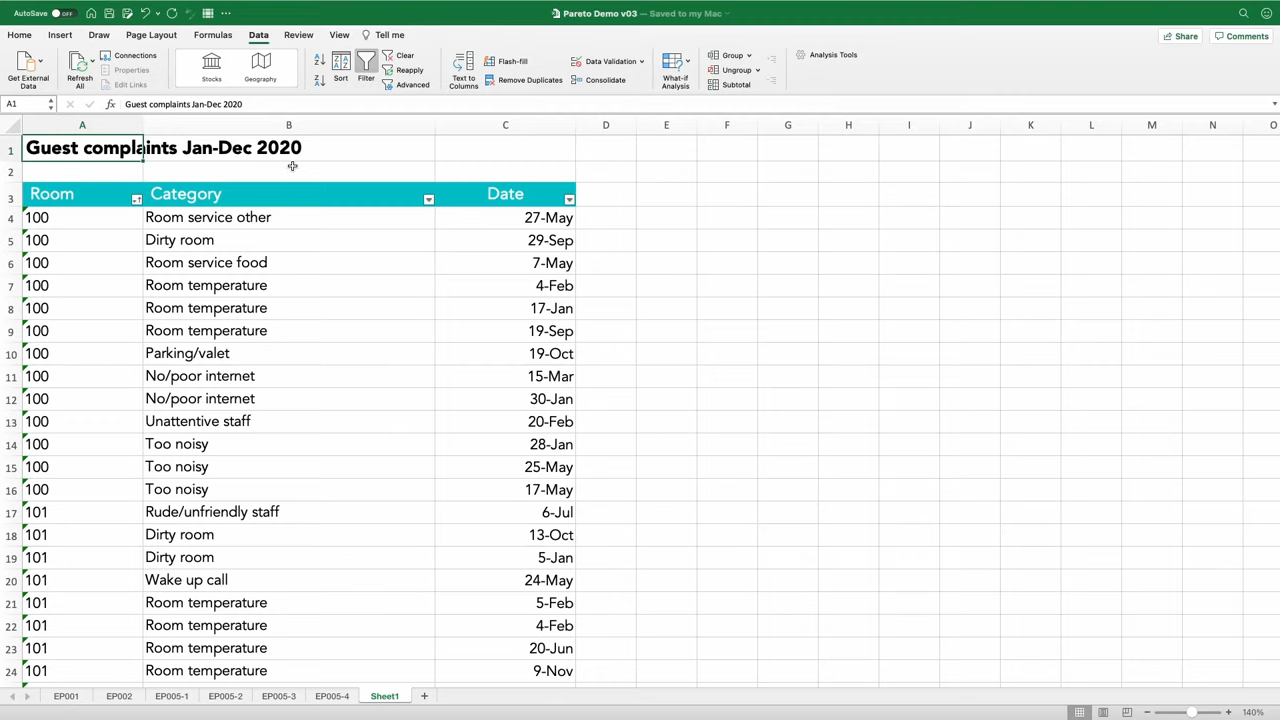 AutoSave OFF
Pareto Demo v03 — Saved to my Mac
Home Insert Draw Page Layout Formulas Data Review View Tell me Share Comments
Get External Data
Refresh All
Connections
Properties
Edit Links
Stocks
Geography
Sort
Filter
Clear
Reapply
Advanced
Text to Columns
Flash-fill
Remove Duplicates
Data Validation
Consolidate
What-if Analysis
Group
Ungroup
Subtotal
Analysis Tools
A1 fx Guest complaints Jan-Dec 2020
A B C D E F G H I J K L M N O
1 Guest complaints Jan-Dec 2020
2
3 Room Category Date
4 100 Room service other 27-May
5 100 Dirty room 29-Sep
6 100 Room service food 7-May
7 100 Room temperature 4-Feb
8 100 Room temperature 17-Jan
9 100 Room temperature 19-Sep
10 100 Parking/valet 19-Oct
11 100 No/poor internet 15-Mar
12 100 No/poor internet 30-Jan
13 100 Unattentive staff 20-Feb
14 100 Too noisy 28-Jan
15 100 Too noisy 25-May
16 100 Too noisy 17-May
17 101 Rude/unfriendly staff 6-Jul
18 101 Dirty room 13-Oct
19 101 Dirty room 5-Jan
20 101 Wake up call 24-May
21 101 Room temperature 5-Feb
22 101 Room temperature 4-Feb
23 101 Room temperature 20-Jun
24 101 Room temperature 9-Nov
EP001 EP002 EP005-1 EP005-2 EP005-3 EP005-4 Sheet1 +
140%